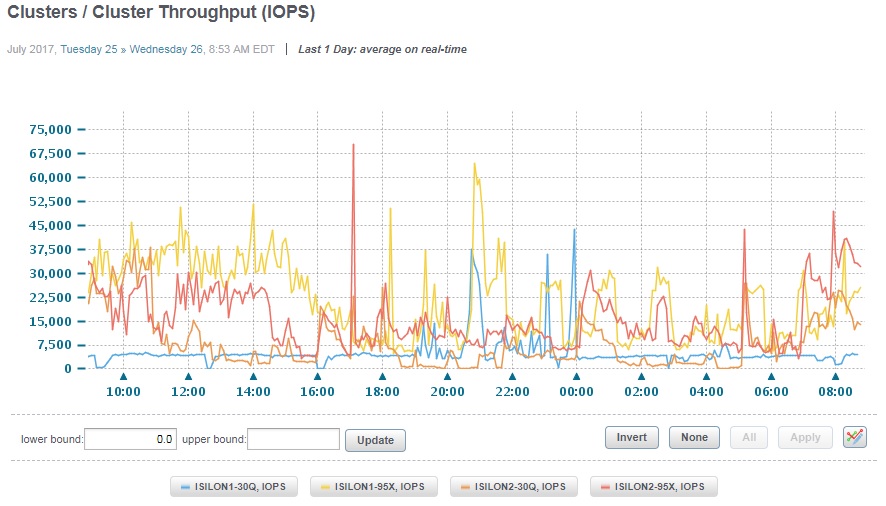 Clusters / Cluster Throughput (IOPS)
July 2017, Tuesday 25 » Wednesday 26, 8:53 AM EDT | Last 1 Day: average on real-time
75,000
67,500
60,000
52,500
45,000
37,500
30,000
22,500
15,000
7,500
0
10:00 12:00 14:00 16:00 18:00 20:00 22:00 00:00 02:00 04:00 06:00 08:00
lower bound: 0.0 upper bound: Update Invert None All Apply
ISILON1-30Q, IOPS ISILON1-95X, IOPS ISILON2-30Q, IOPS ISILON2-95X, IOPS